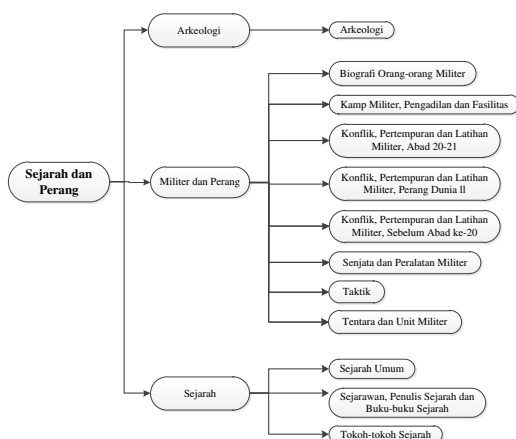 Sejarah dan
Perang
Arkeologi
Arkeologi
Militer dan Perang
Biografi Orang-orang Militer
Kamp Militer, Pengadilan dan Fasilitas
Konflik, Pertempuran dan Latihan
Militer, Abad 20-21
Konflik, Pertempuran dan Latihan
Militer, Perang Dunia ll
Konflik, Pertempuran dan Latihan
Militer, Sebelum Abad ke-20
Senjata dan Peralatan Militer
Taktik
Tentara dan Unit Militer
Sejarah
Sejarah Umum
Sejarawan, Penulis Sejarah dan
Buku-buku Sejarah
Tokoh-tokoh Sejarah